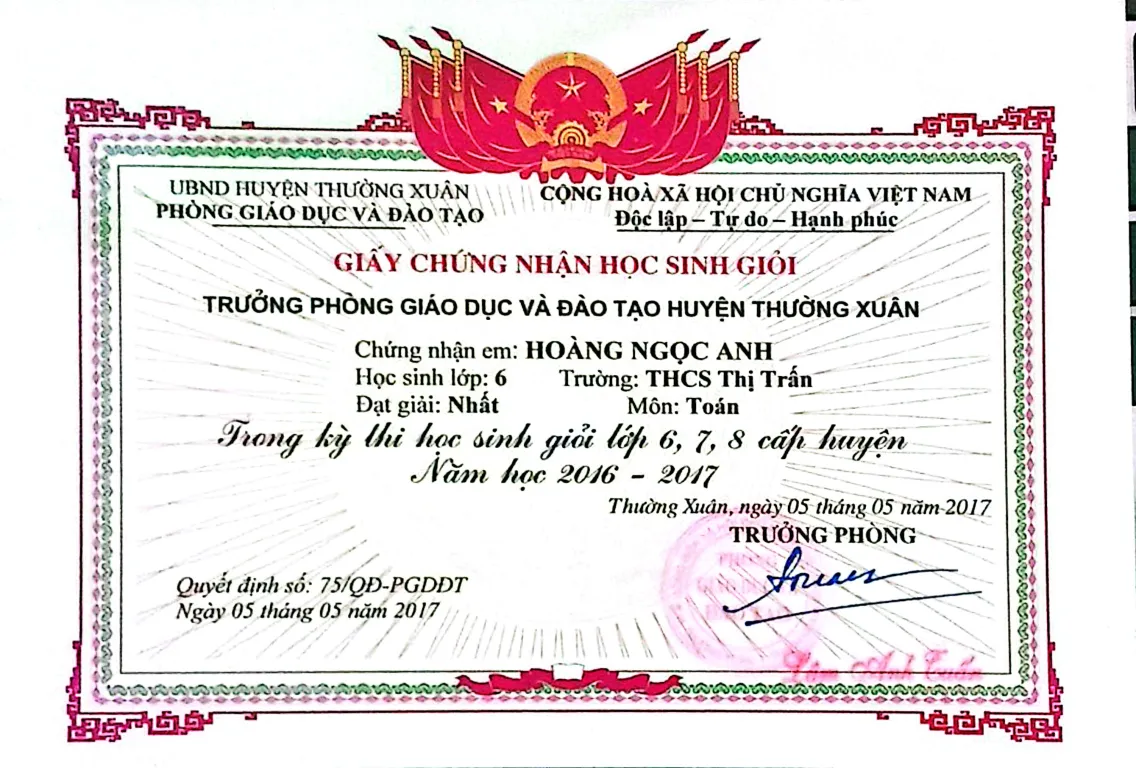 UBND HUYỆN THƯỜNG XUÂN
PHÒNG GIÁO DỤC VÀ ĐÀO TẠO
CỘNG HOÀ XÃ HỘI CHỦ NGHĨA VIỆT NAM
Độc lập – Tự do – Hạnh phúc
GIẤY CHỨNG NHẬN HỌC SINH GIỎI
TRƯỞNG PHÒNG GIÁO DỤC VÀ ĐÀO TẠO HUYỆN THƯỜNG XUÂN
Chứng nhận em: HOÀNG NGỌC ANH
Học sinh lớp: 6 Trường: THCS Thị Trấn
Đạt giải: Nhất Môn: Toán
Trong kỳ thi học sinh giỏi lớp 6, 7, 8 cấp huyện
Năm học 2016 – 2017
Thường Xuân, ngày 05 tháng 05 năm 2017
TRƯỞNG PHÒNG
Quyết định số: 75/QĐ-PGDĐT
Ngày 05 tháng 05 năm 2017
Lâm Anh Tuấn